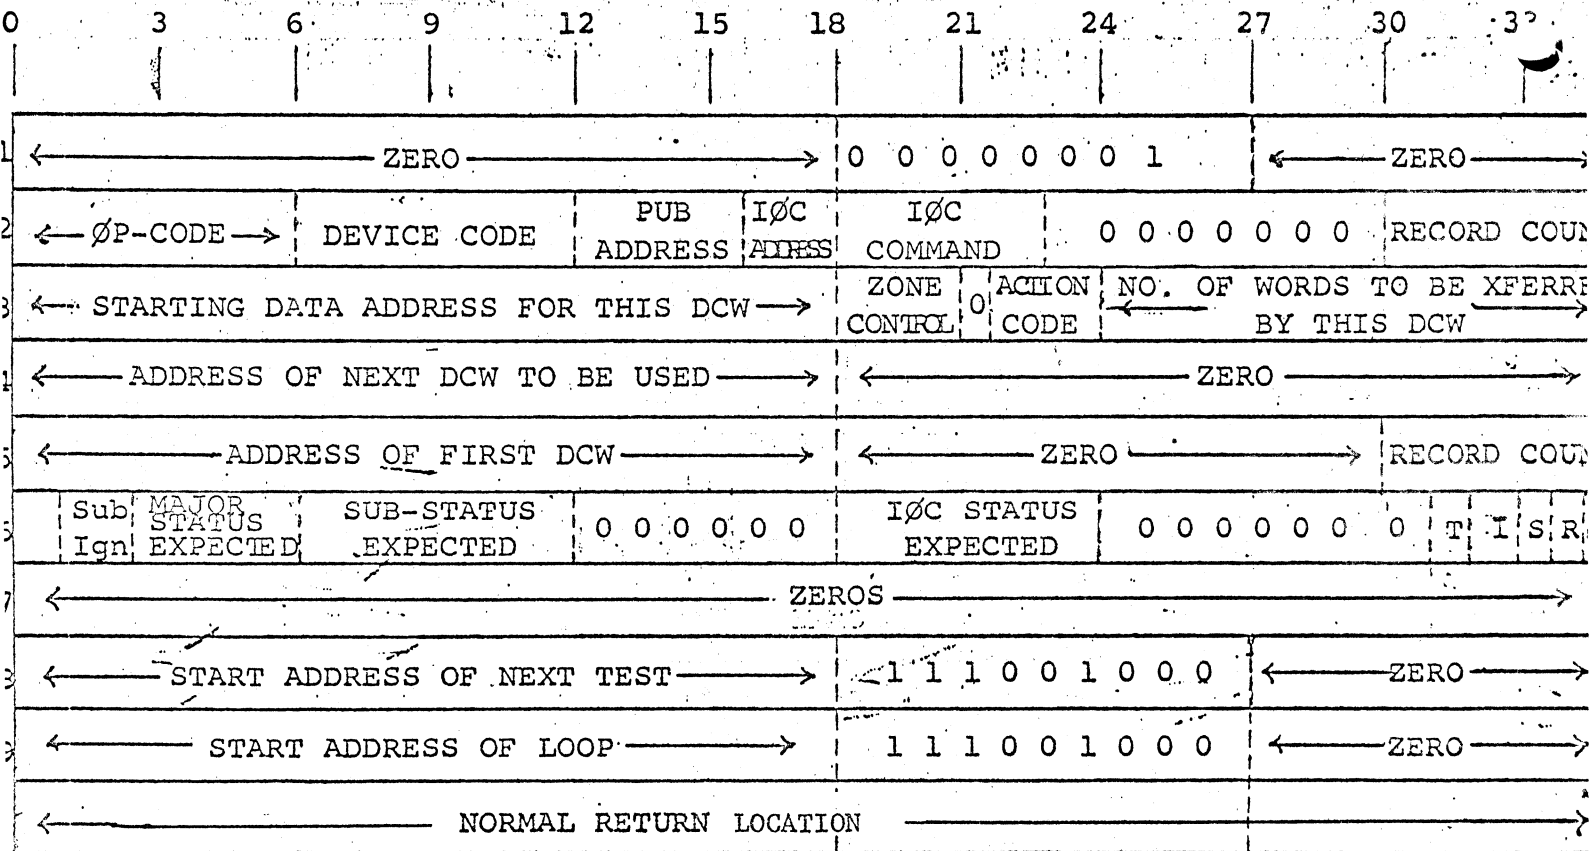 0 3 6 9 12 15 18 21 24 27 30 33
1 ZERO 0 0 0 0 0 0 0 1 ZERO
2 ØP-CODE DEVICE CODE PUB ADDRESS IØC ADDRESS IØC COMMAND 0 0 0 0 0 0 0 RECORD COUN
3 STARTING DATA ADDRESS FOR THIS DCW ZONE CONTROL 0 ACTION CODE NO. OF WORDS TO BE XFERRE BY THIS DCW
4 ADDRESS OF NEXT DCW TO BE USED ZERO
5 ADDRESS OF FIRST DCW ZERO RECORD COUN
Sub Ign MAJOR STATUS EXPECTED SUB-STATUS EXPECTED 0 0 0 0 0 0 IØC STATUS EXPECTED 0 0 0 0 0 0 0 T I S R
7 ZEROS
8 START ADDRESS OF NEXT TEST 1 1 1 0 0 1 0 0 0 ZERO
9 START ADDRESS OF LOOP 1 1 1 0 0 1 0 0 0 ZERO
NORMAL RETURN LOCATION